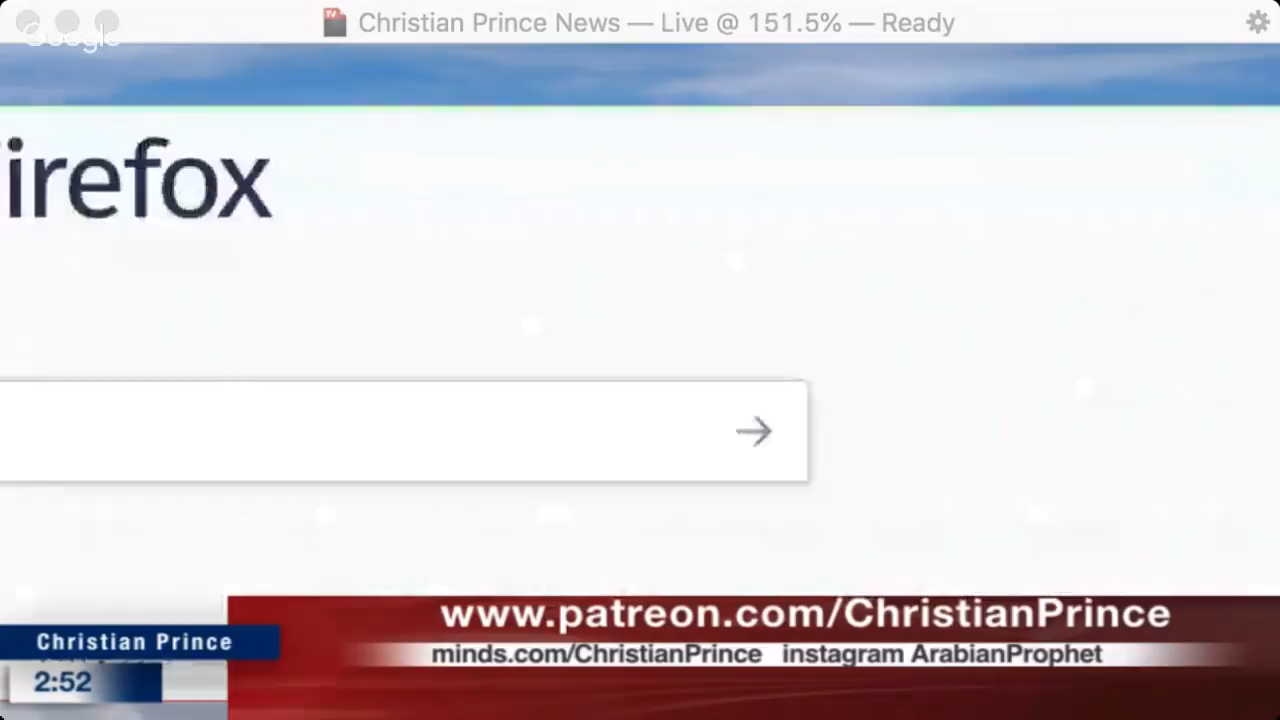 Christian Prince News — Live @ 151.5% — Ready
Google
irefox
www.patreon.com/ChristianPrince
minds.com/ChristianPrince instagram ArabianProphet
Christian Prince
2:52